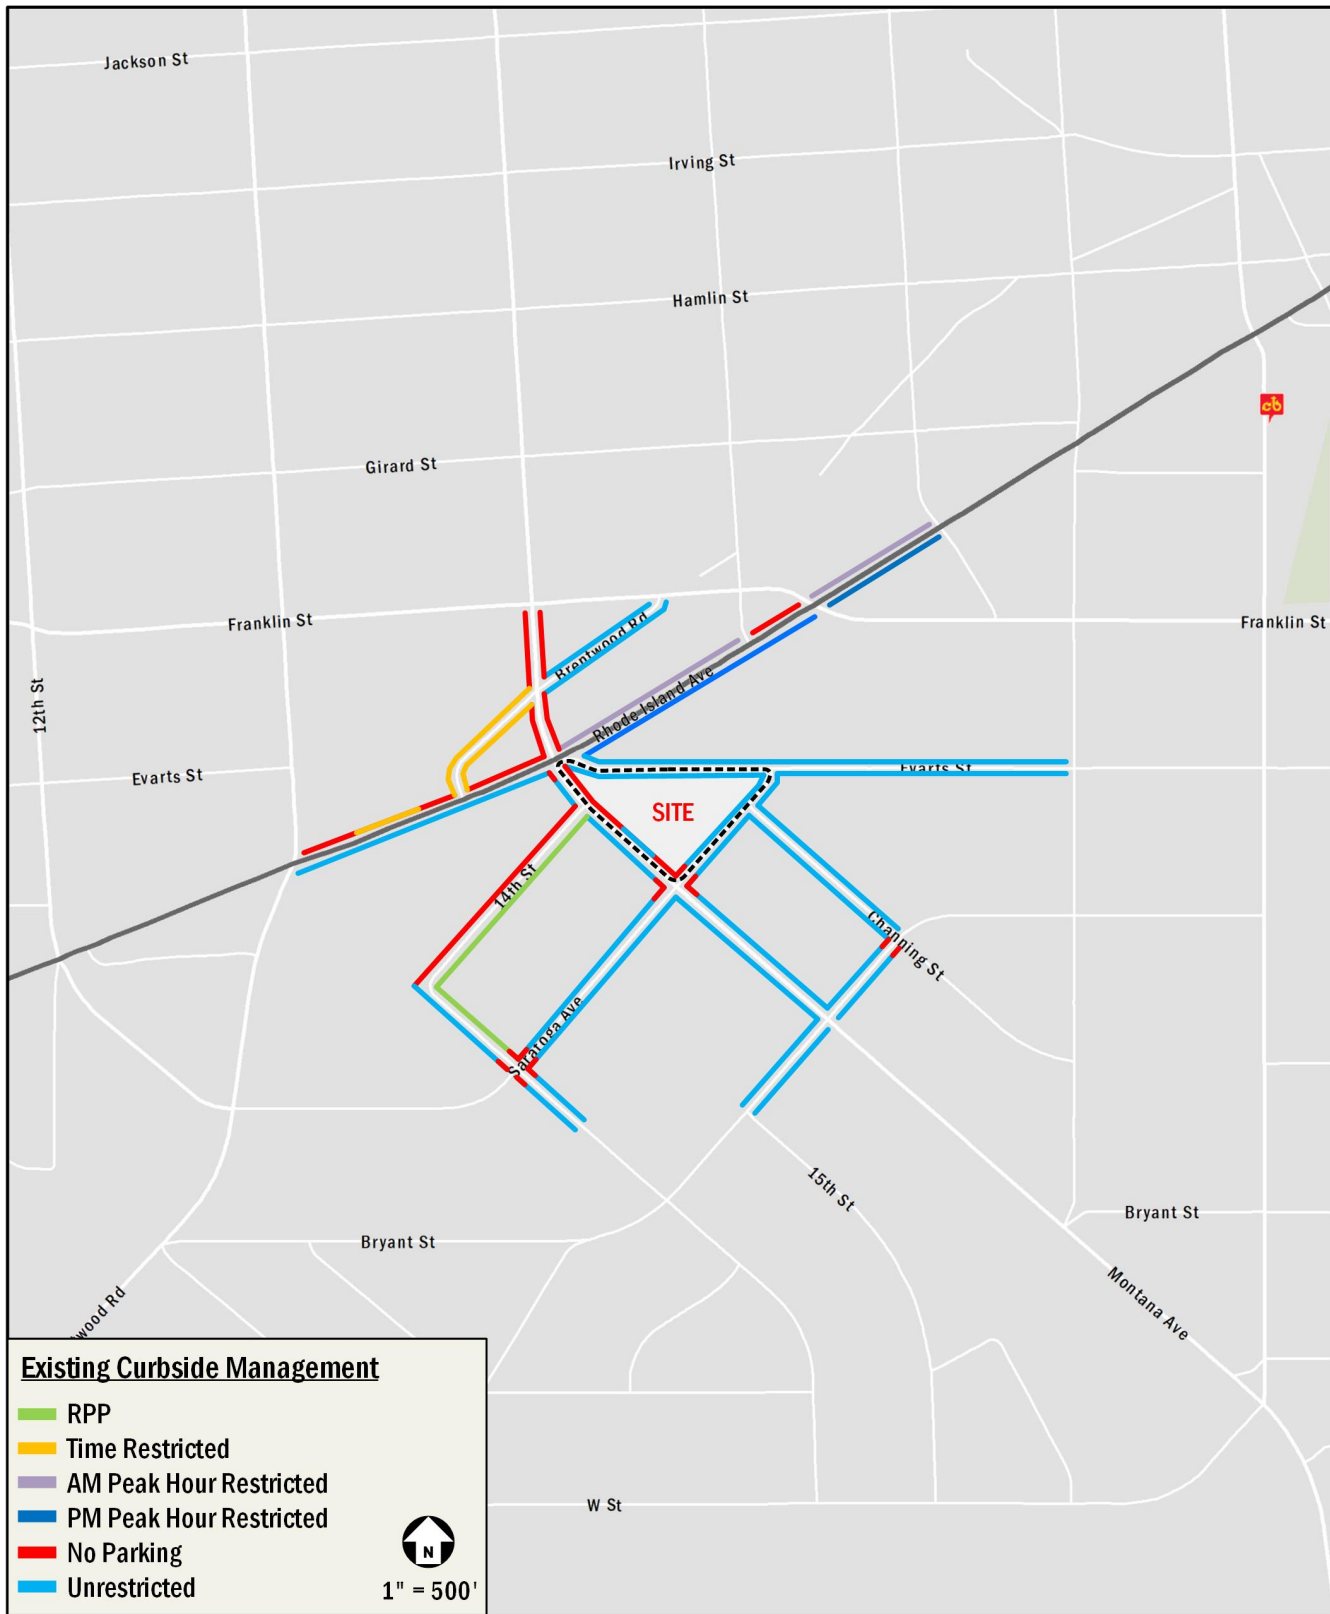 Jackson St
Irving St
Hamlin St
cb
Girard St
Franklin St
Franklin St
Brentwood Rd
Rhode Island Ave
12th St
Evarts St
Evarts St
SITE
14th St
Channing St
Saratoga Ave
15th St
Bryant St
Bryant St
Montana Ave
wood Rd
W St
Existing Curbside Management
RPP
Time Restricted
AM Peak Hour Restricted
PM Peak Hour Restricted
No Parking
Unrestricted
N
1" = 500'